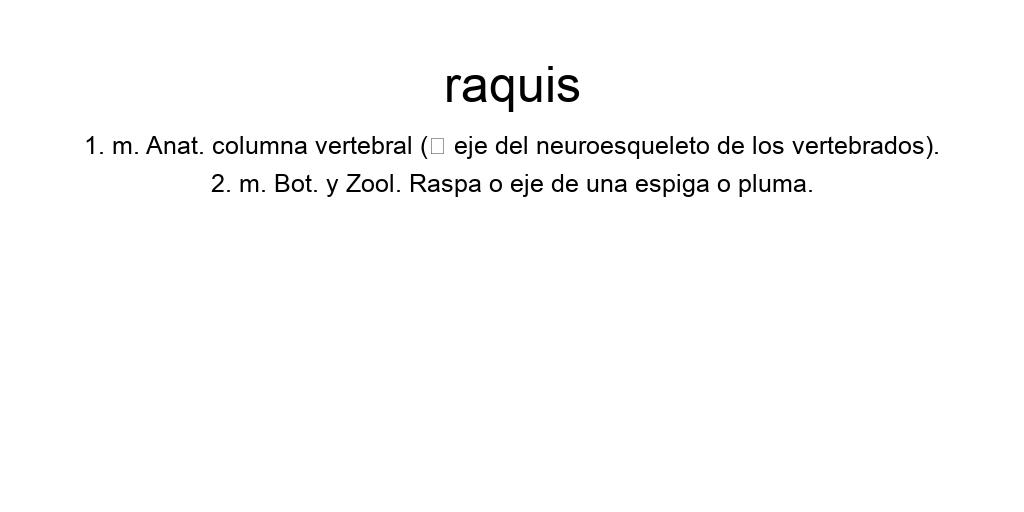 raquis
1. m. Anat. columna vertebral (□ eje del neuroesqueleto de los vertebrados).
2. m. Bot. y Zool. Raspa o eje de una espiga o pluma.